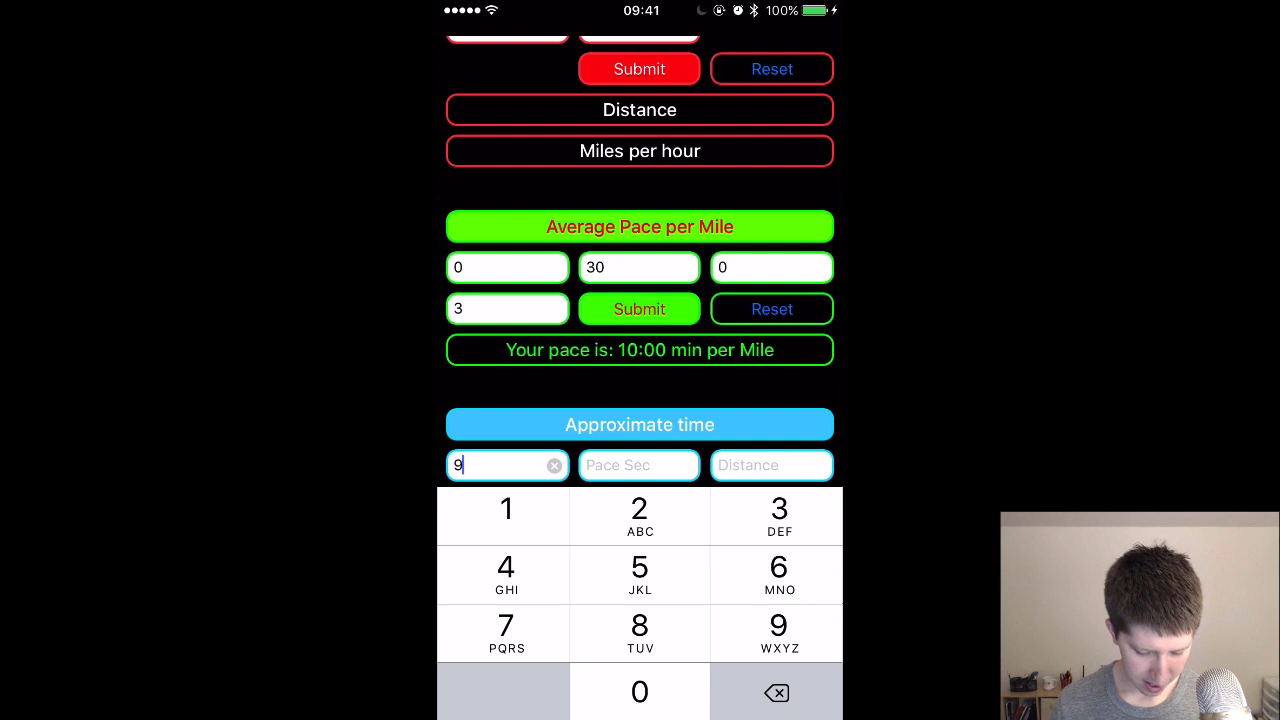 09:41 100%
Submit Reset
Distance
Miles per hour
Average Pace per Mile
0 30 0
3 Submit Reset
Your pace is: 10:00 min per Mile
Approximate time
9 Pace Sec Distance
1 2 3
ABC DEF
4 5 6
GHI JKL MNO
7 8 9
PQRS TUV WXYZ
0